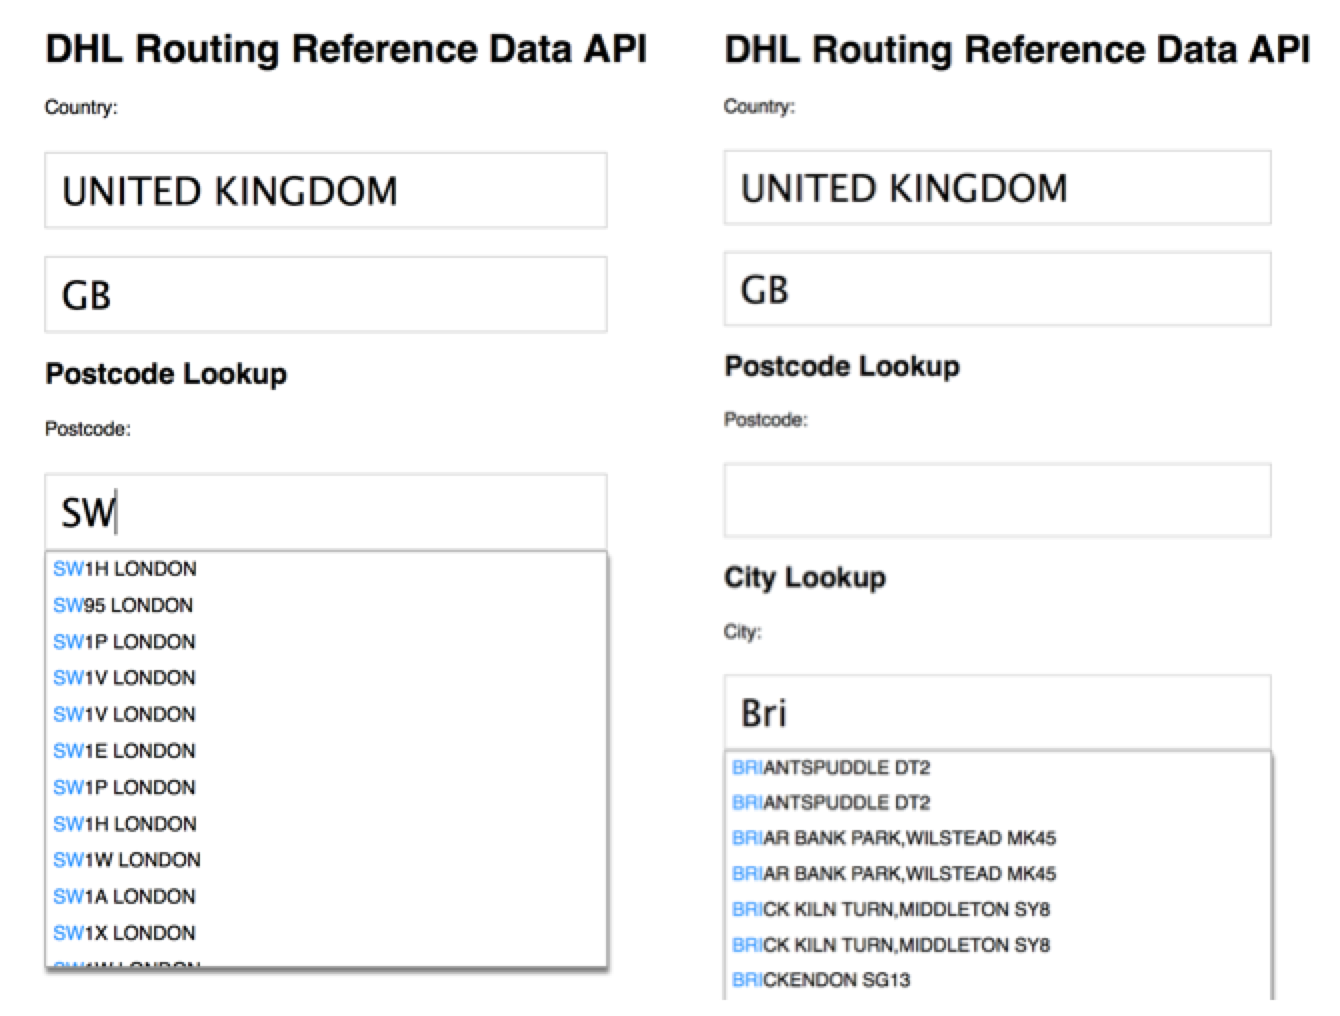 DHL Routing Reference Data API
Country:
UNITED KINGDOM
GB
Postcode Lookup
Postcode:
SW
SW1H LONDON
SW95 LONDON
SW1P LONDON
SW1V LONDON
SW1V LONDON
SW1E LONDON
SW1P LONDON
SW1H LONDON
SW1W LONDON
SW1A LONDON
SW1X LONDON
SW1W LONDON
DHL Routing Reference Data API
Country:
UNITED KINGDOM
GB
Postcode Lookup
Postcode:
City Lookup
City:
Bri
BRIANTSPUDDLE DT2
BRIANTSPUDDLE DT2
BRIAR BANK PARK,WILSTEAD MK45
BRIAR BANK PARK,WILSTEAD MK45
BRICK KILN TURN,MIDDLETON SY8
BRICK KILN TURN,MIDDLETON SY8
BRICKENDON SG13